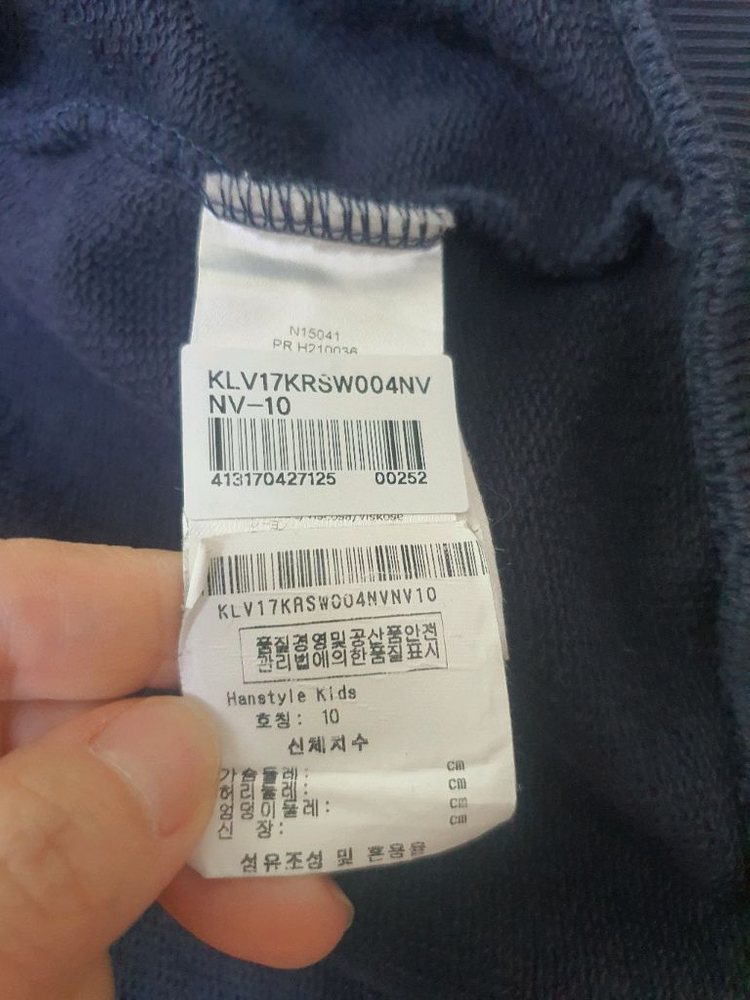 N15041
PR H210036
KLV17KRSW004NV
NV-10
413170427125 00252
KLV17KRSW004NVNV10
품질경영및공산품안전
관리법에의한품질표시
Hanstyle Kids
호칭: 10
신체치수
가슴둘레: cm
허리둘레: cm
엉덩이둘레: cm
신 장: cm
섬유조성 및 혼용율